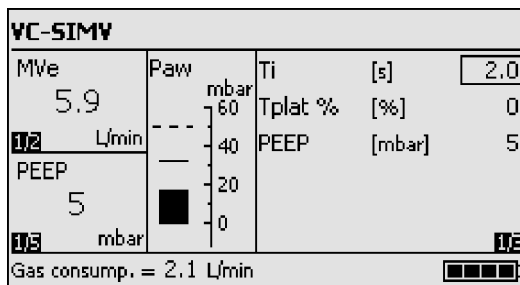 VC-SIMV
MVe
5.9
1/2 L/min
PEEP
5
1/5 mbar
Paw
mbar
60
40
20
0
Ti [s] 2.0
Tplat % [%] 0
PEEP [mbar] 5
Gas consump. = 2.1 L/min